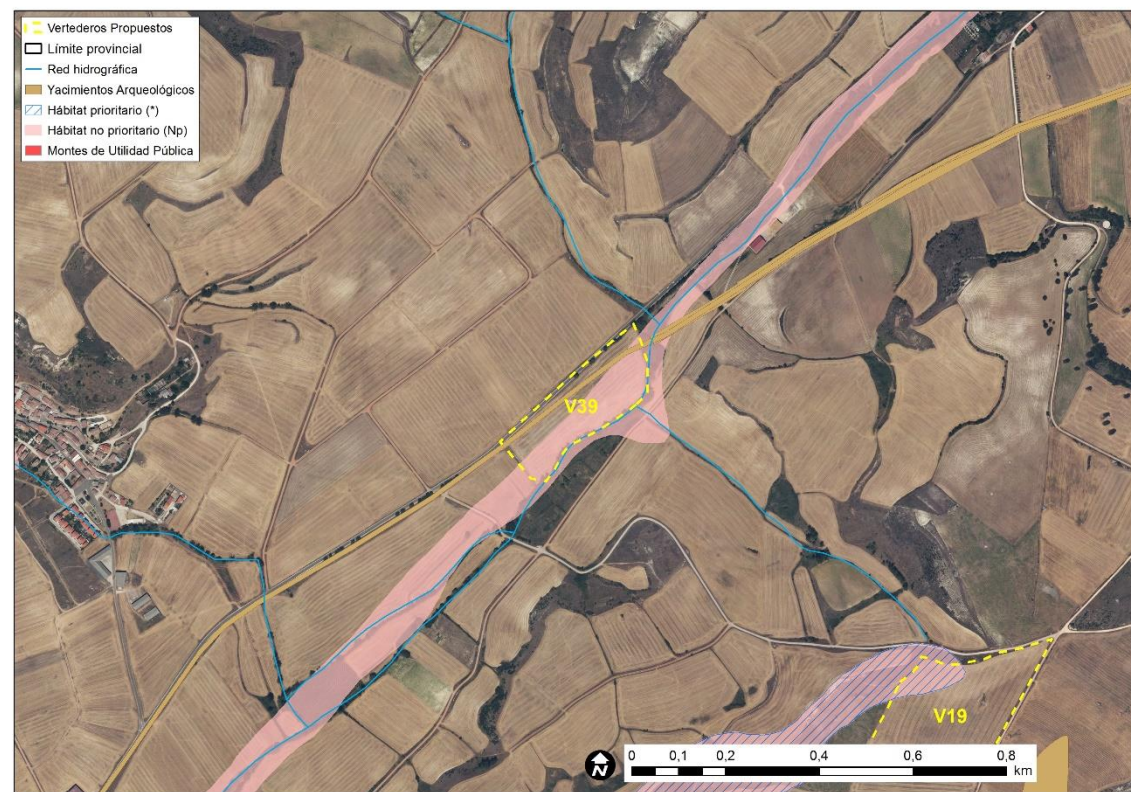 Vertederos Propuestos
Límite provincial
Red hidrográfica
Yacimientos Arqueológicos
Hábitat prioritario (*)
Hábitat no prioritario (Np)
Montes de Utilidad Pública
V39
V19
N
0 0,1 0,2 0,4 0,6 0,8
km